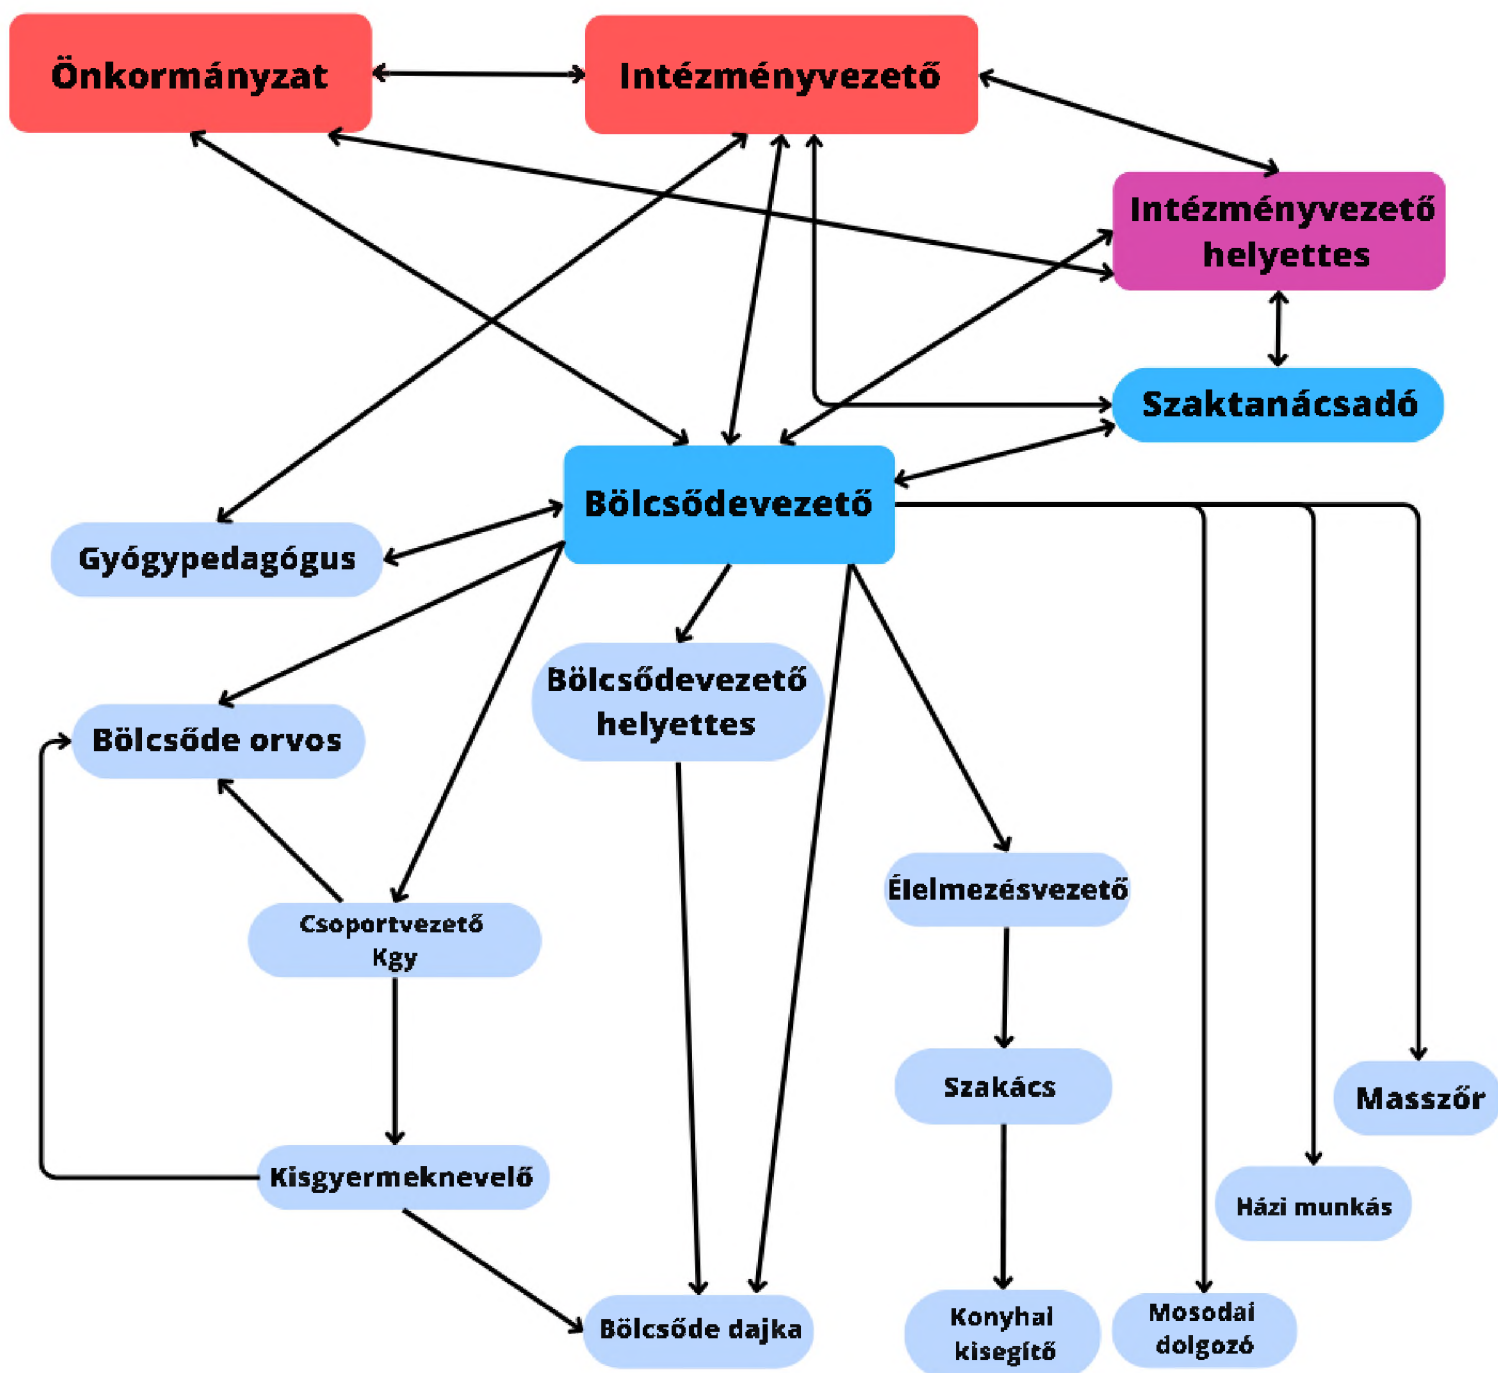 Önkormányzat
Intézményvezető
Intézményvezető
helyettes
Szaktanácsadó
Bölcsődevezető
Gyógypedagógus
Bölcsődevezető
helyettes
Bölcsőde orvos
Élelmezésvezető
Csoportvezető
Kgy
Szakács
Masszőr
Kisgyermeknevelő
Házi munkás
Bölcsőde dajka
Konyhai
kisegítő
Mosodai
dolgozó